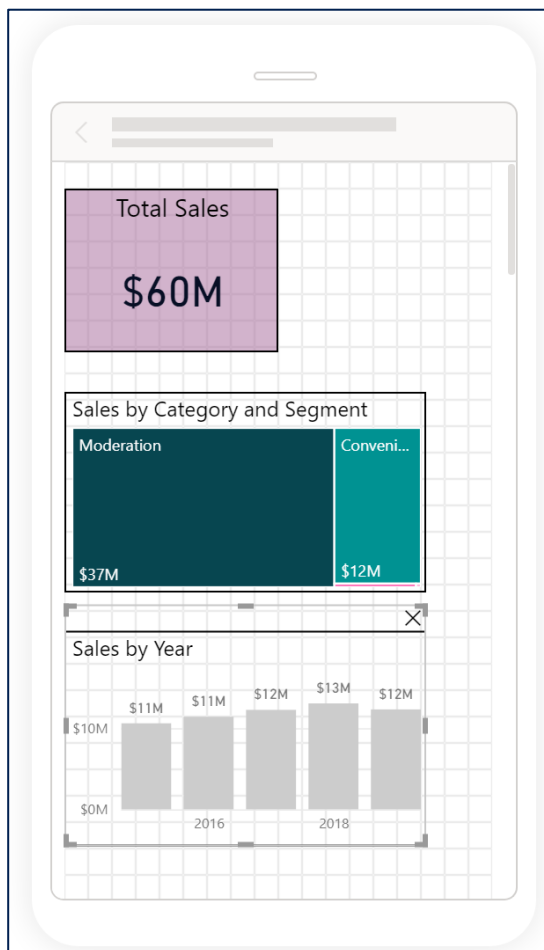 Total Sales
$60M
Sales by Category and Segment
Moderation
Conveni...
$37M
$12M
Sales by Year
$11M
$11M
$12M
$13M
$12M
$10M
$0M
2016
2018